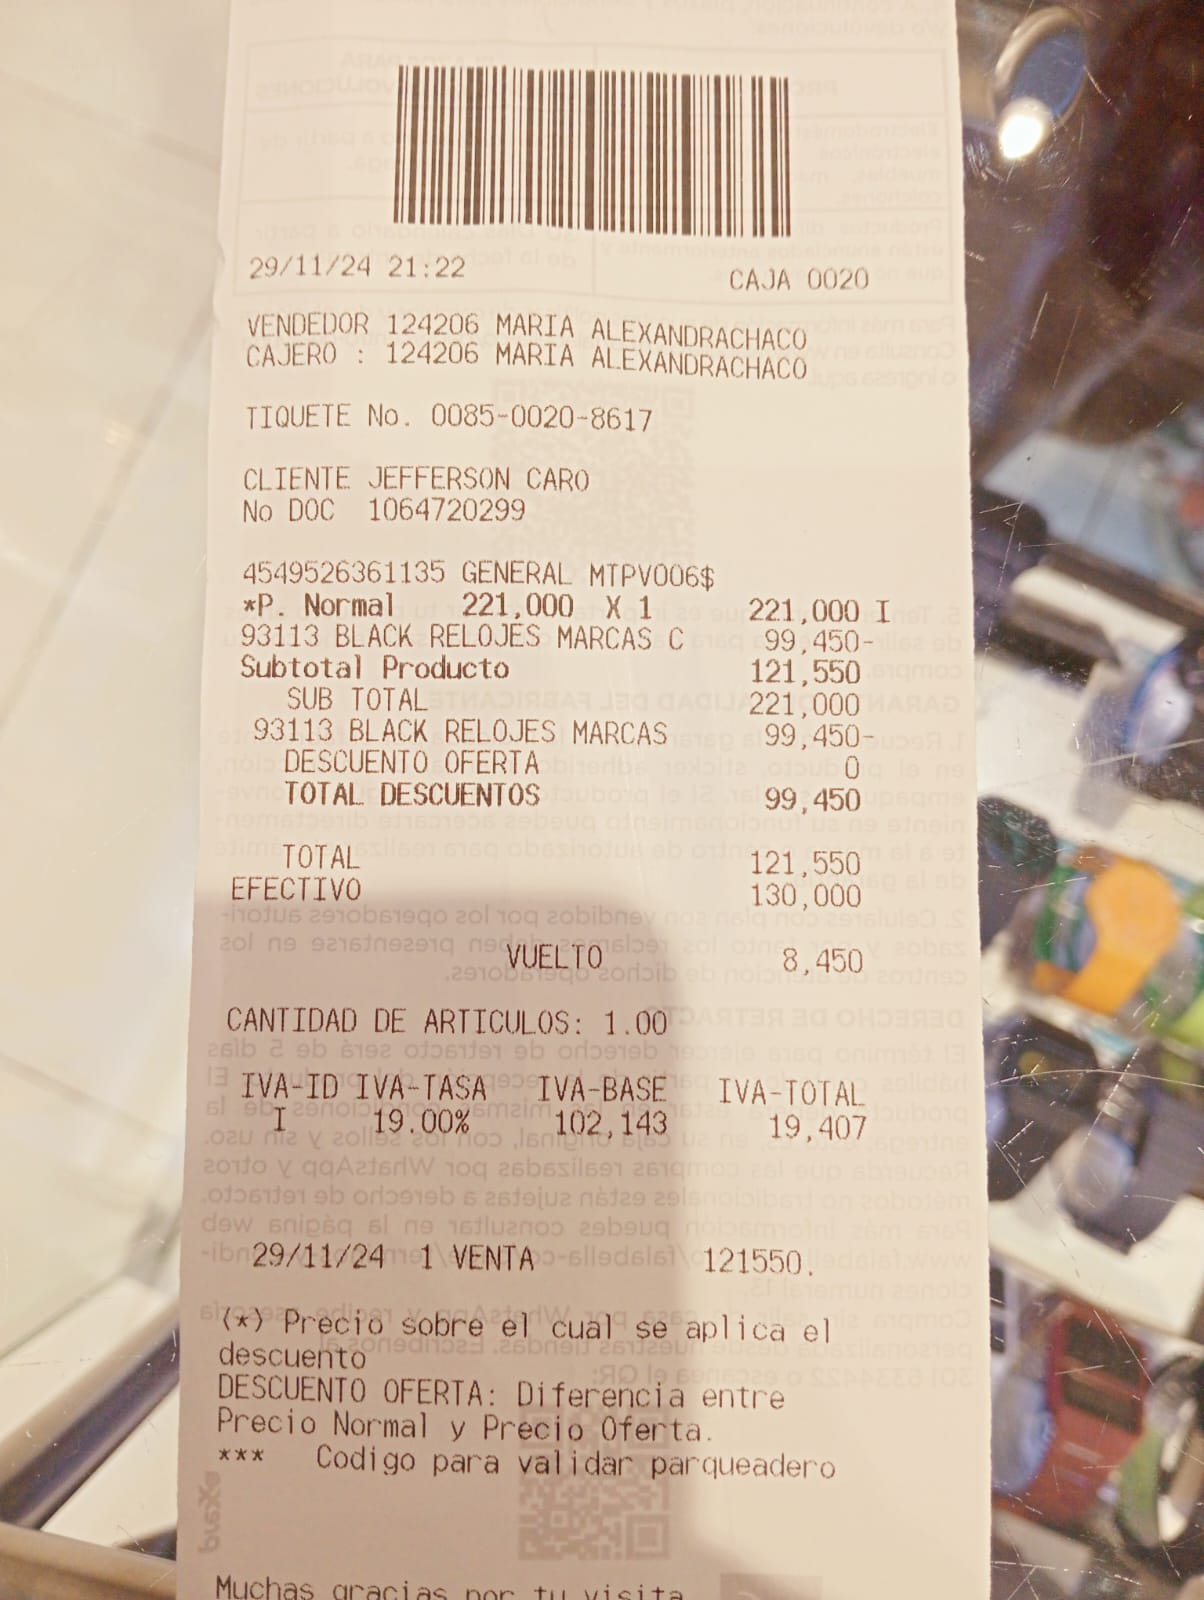 29/11/24 21:22 CAJA 0020
VENDEDOR 124206 MARIA ALEXANDRACHACO
CAJERO : 124206 MARIA ALEXANDRACHACO
TIQUETE No. 0085-0020-8617
CLIENTE JEFFERSON CARO
No DOC 1064720299
4549526361135 GENERAL MTPV006$
*P. Normal 221,000 X 1 221,000 I
93113 BLACK RELOJES MARCAS C 99,450-
Subtotal Producto 121,550
SUB TOTAL 221,000
93113 BLACK RELOJES MARCAS 99,450-
DESCUENTO OFERTA 0
TOTAL DESCUENTOS 99,450
TOTAL 121,550
EFECTIVO 130,000
VUELTO 8,450
CANTIDAD DE ARTICULOS: 1.00
IVA-ID IVA-TASA IVA-BASE IVA-TOTAL
I 19.00% 102,143 19,407
29/11/24 1 VENTA 121550.
(*) Precio sobre el cual se aplica el
descuento
DESCUENTO OFERTA: Diferencia entre
Precio Normal y Precio Oferta.
*** Codigo para validar parqueadero
Muchas gracias por tu visita